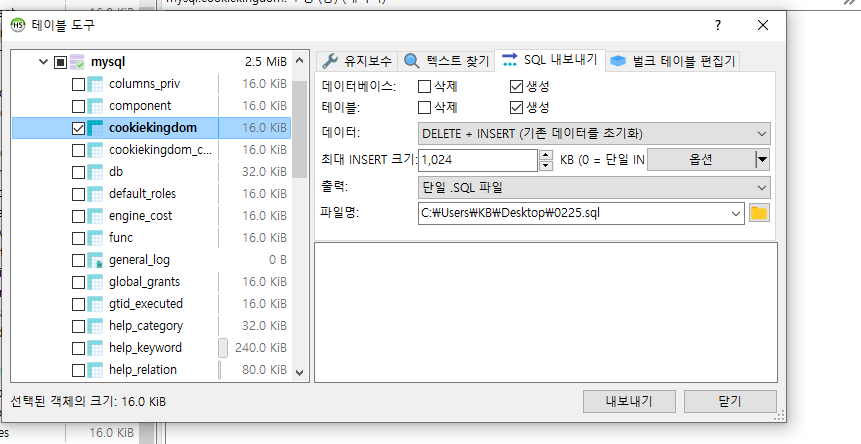 테이블 도구
?
mysql 2.5 MiB
columns_priv 16.0 KiB
component 16.0 KiB
cookiekingdom 16.0 KiB
cookiekingdom_c... 16.0 KiB
db 32.0 KiB
default_roles 16.0 KiB
engine_cost 16.0 KiB
func 16.0 KiB
general_log 0 B
global_grants 16.0 KiB
gtid_executed 16.0 KiB
help_category 32.0 KiB
help_keyword 240.0 KiB
help_relation 80.0 KiB
유지보수 텍스트 찾기 SQL 내보내기 벌크 테이블 편집기
데이터베이스: 삭제 생성
테이블: 삭제 생성
데이터: DELETE + INSERT (기존 데이터를 초기화)
최대 INSERT 크기: 1,024 KB (0 = 단일 IN 옵션
출력: 단일 .SQL 파일
파일명: C:₩Users₩KB₩Desktop₩0225.sql
선택된 객체의 크기: 16.0 KiB
내보내기 닫기
16.0 KiB